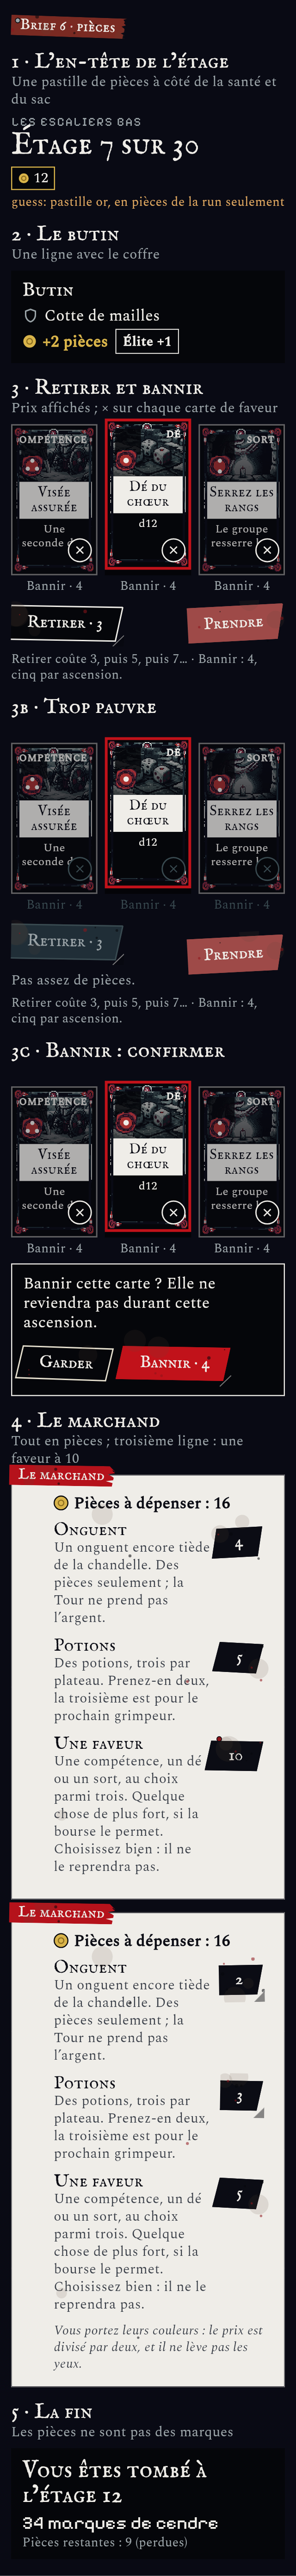 Brief 6 · pièces
1 · L'en-tête de l'étage
Une pastille de pièces à côté de la santé et
du sac
LES ESCALIERS BAS
Étage 7 sur 30
12
guess: pastille or, en pièces de la run seulement
2 · Le butin
Une ligne avec le coffre
Butin
Cotte de mailles
+2 pièces Élite +1
3 · Retirer et bannir
Prix affichés ; × sur chaque carte de faveur
OMPÉTENCE DÉ SORT
Visée
assurée
Dé du
chœur
Serrez les
rangs
Une
seconde d
d12
Le groupe
resserre l
Bannir · 4 Bannir · 4 Bannir · 4
Retirer · 3 Prendre
Retirer coûte 3, puis 5, puis 7… · Bannir : 4,
cinq par ascension.
3b · Trop pauvre
OMPÉTENCE DÉ SORT
Visée
assurée
Dé du
chœur
Serrez les
rangs
Une
seconde d
d12
Le groupe
resserre l
Bannir · 4 Bannir · 4 Bannir · 4
Retirer · 3 Prendre
Pas assez de pièces.
Retirer coûte 3, puis 5, puis 7… · Bannir : 4,
cinq par ascension.
3c · Bannir : confirmer
OMPÉTENCE DÉ SORT
Visée
assurée
Dé du
chœur
Serrez les
rangs
Une
seconde d
d12
Le groupe
resserre l
Bannir · 4 Bannir · 4 Bannir · 4
Bannir cette carte ? Elle ne
reviendra pas durant cette
ascension.
Garder Bannir · 4
4 · Le marchand
Tout en pièces ; troisième ligne : une
faveur à 10
Le marchand
Pièces à dépenser : 16
Onguent
Un onguent encore tiède
de la chandelle. Des
pièces seulement ; la
Tour ne prend pas
l'argent.
4
Potions
Des potions, trois par
plateau. Prenez-en deux,
la troisième est pour le
prochain grimpeur.
5
Une faveur
Une compétence, un dé
ou un sort, au choix
parmi trois. Quelque
chose de plus fort, si la
bourse le permet.
Choisissez bien : il ne
le reprendra pas.
10
Le marchand
Pièces à dépenser : 16
Onguent
Un onguent encore tiède
de la chandelle. Des
pièces seulement ; la
Tour ne prend pas
l'argent.
2
Potions
Des potions, trois par
plateau. Prenez-en deux,
la troisième est pour le
prochain grimpeur.
3
Une faveur
Une compétence, un dé
ou un sort, au choix
parmi trois. Quelque
chose de plus fort, si la
bourse le permet.
Choisissez bien : il ne le
reprendra pas.
5
Vous portez leurs couleurs : le prix est
divisé par deux, et il ne lève pas les
yeux.
5 · La fin
Les pièces ne sont pas des marques
Vous êtes tombé à
l'étage 12
34 marques de cendre
Pièces restantes : 9 (perdues)